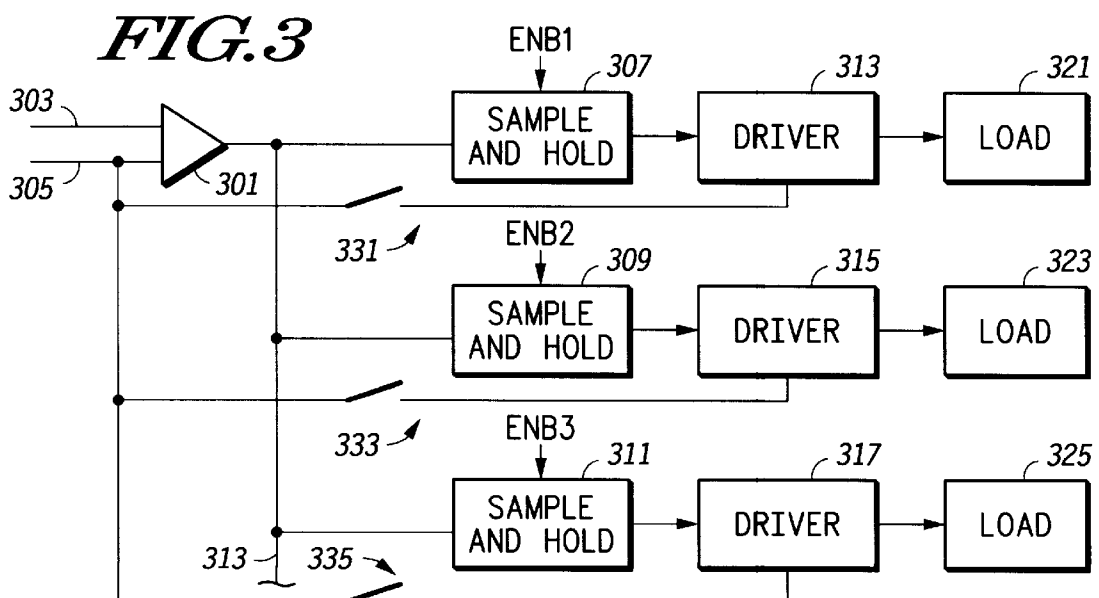 FIG.3
ENB1
303
307
313
321
SAMPLE
AND HOLD
DRIVER
LOAD
305
301
331
ENB2
309
315
323
SAMPLE
AND HOLD
DRIVER
LOAD
333
ENB3
311
317
325
SAMPLE
AND HOLD
DRIVER
LOAD
313
335